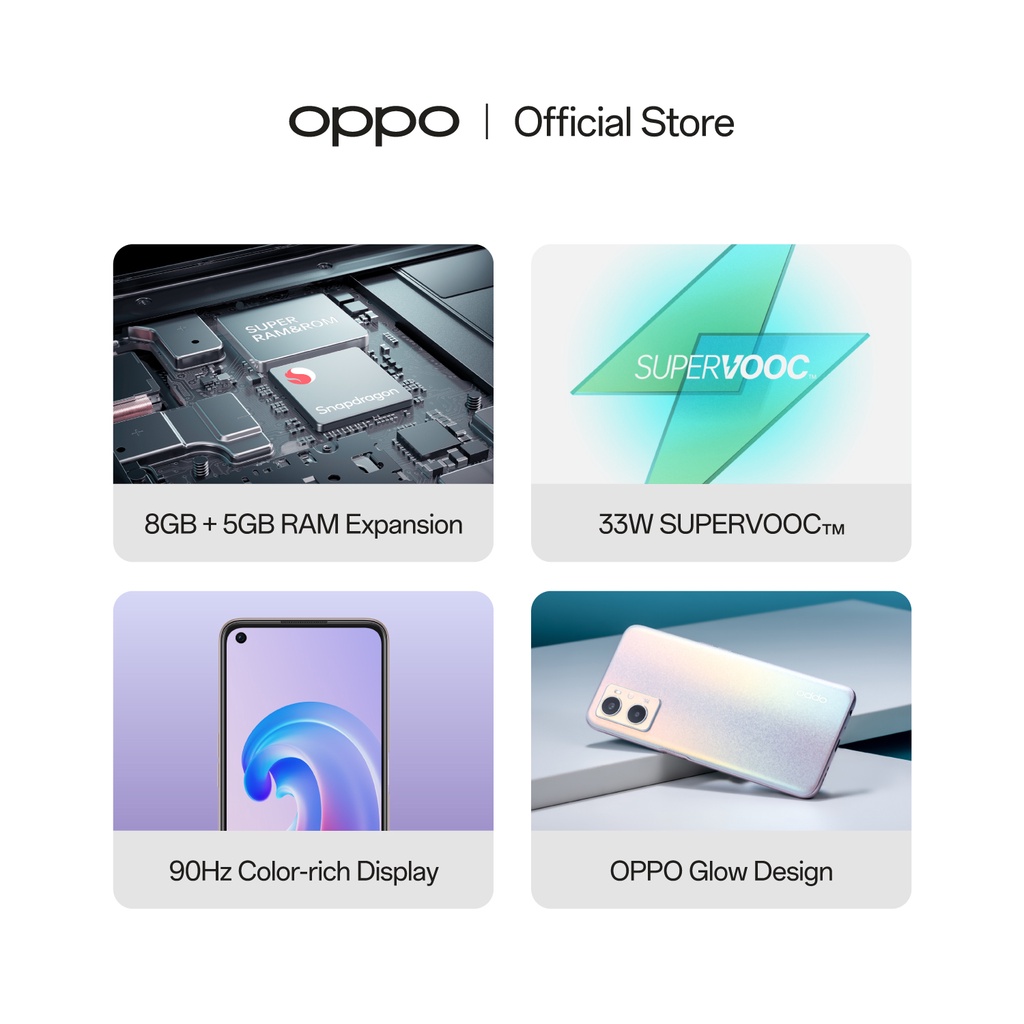 oppo | Official Store
SUPER
RAM&ROM
Snapdragon
8GB + 5GB RAM Expansion
SUPERVOOC™
33W SUPERVOOC™
90Hz Color-rich Display
oppo
OPPO Glow Design